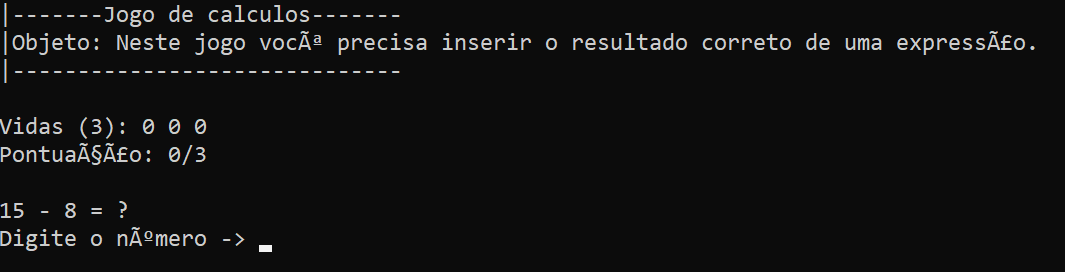 |-------Jogo de calculos-------
|Objeto: Neste jogo vocÃª precisa inserir o resultado correto de uma expressÃ£o.
|------------------------------
Vidas (3): 0 0 0
PontuaÃ§Ã£o: 0/3
15 - 8 = ?
Digite o nÃºmero ->